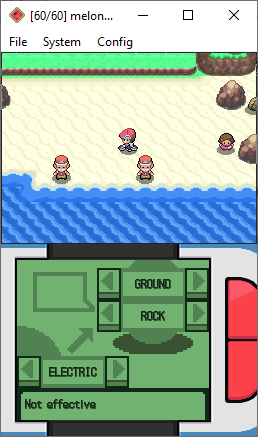 [60/60] melon...
File System Config
GROUND
ROCK
ELECTRIC
Not effective